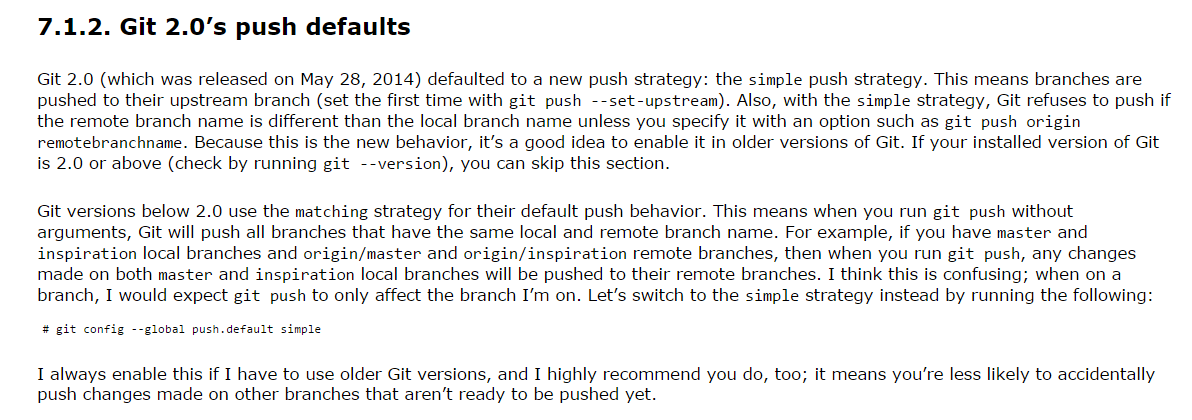 7.1.2. Git 2.0’s push defaults
Git 2.0 (which was released on May 28, 2014) defaulted to a new push strategy: the simple push strategy. This means branches are
pushed to their upstream branch (set the first time with git push --set-upstream). Also, with the simple strategy, Git refuses to push if
the remote branch name is different than the local branch name unless you specify it with an option such as git push origin
remotebranchname. Because this is the new behavior, it’s a good idea to enable it in older versions of Git. If your installed version of Git
is 2.0 or above (check by running git --version), you can skip this section.
Git versions below 2.0 use the matching strategy for their default push behavior. This means when you run git push without
arguments, Git will push all branches that have the same local and remote branch name. For example, if you have master and
inspiration local branches and origin/master and origin/inspiration remote branches, then when you run git push, any changes
made on both master and inspiration local branches will be pushed to their remote branches. I think this is confusing; when on a
branch, I would expect git push to only affect the branch I’m on. Let’s switch to the simple strategy instead by running the following:
# git config --global push.default simple
I always enable this if I have to use older Git versions, and I highly recommend you do, too; it means you’re less likely to accidentally
push changes made on other branches that aren’t ready to be pushed yet.